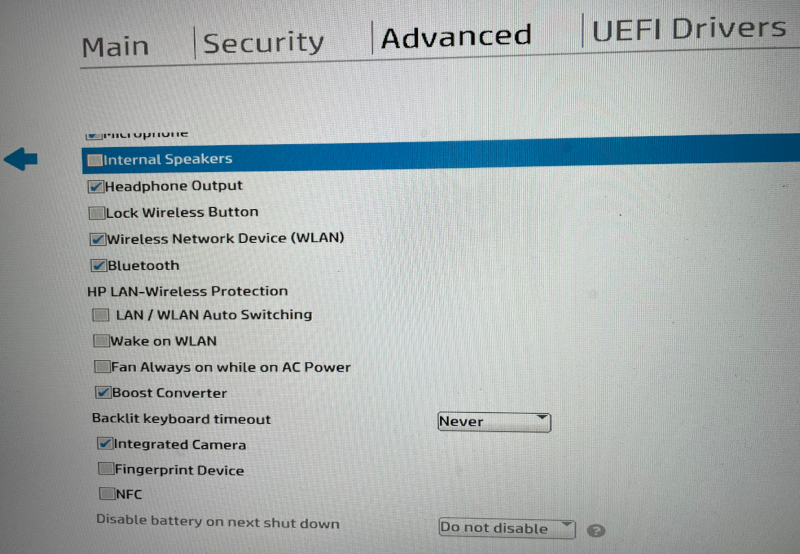 Main Security Advanced UEFI Drivers
Microphone
Internal Speakers
Headphone Output
Lock Wireless Button
Wireless Network Device (WLAN)
Bluetooth
HP LAN-Wireless Protection
LAN / WLAN Auto Switching
Wake on WLAN
Fan Always on while on AC Power
Boost Converter
Backlit keyboard timeout Never
Integrated Camera
Fingerprint Device
NFC
Disable battery on next shut down Do not disable ?